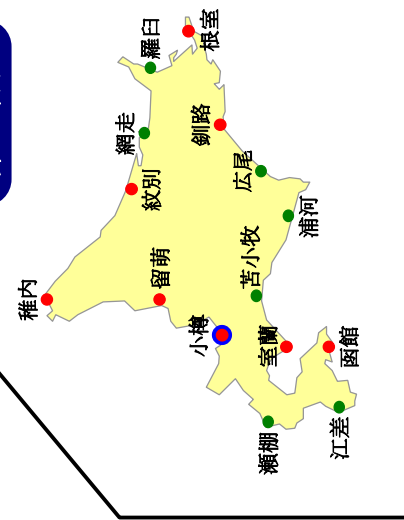 稚内
留萌
紋別
網走
羅臼
根室
釧路
広尾
浦河
苫小牧
小樽
室蘭
函館
江差
瀬棚